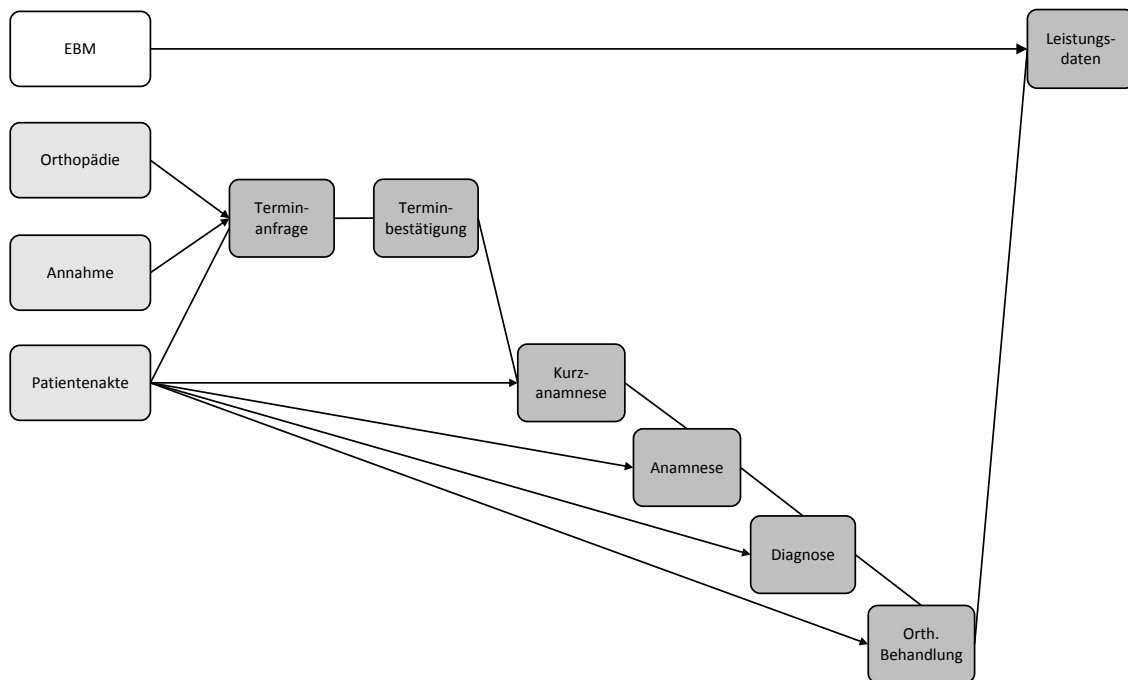 EBM
Leistungs-
daten
Orthopädie
Termin-
anfrage
Termin-
bestätigung
Annahme
Patientenakte
Kurz-
anamnese
Anamnese
Diagnose
Orth.
Behandlung